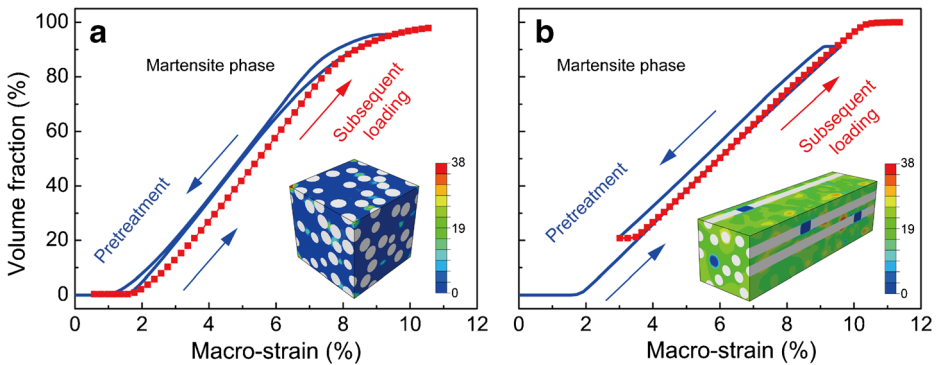 a
Volume fraction (%)
100
80
60
40
20
0
0
2
4
6
8
10
12
Macro-strain (%)
Martensite phase
Pretreatment
Subsequent
loading
38
19
0
b
0
2
4
6
8
10
12
Macro-strain (%)
Martensite phase
Pretreatment
Subsequent
loading
38
19
0